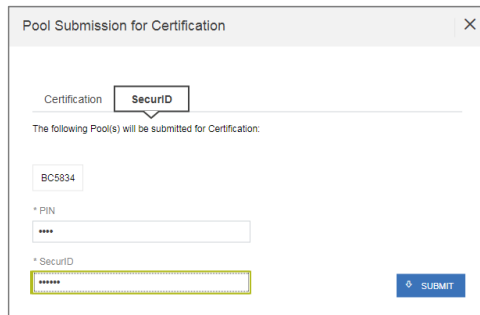 Pool Submission for Certification
Certification SecurID
The following Pool(s) will be submitted for Certification:
BC5834
* PIN
••••
* SecurID
••••••
SUBMIT